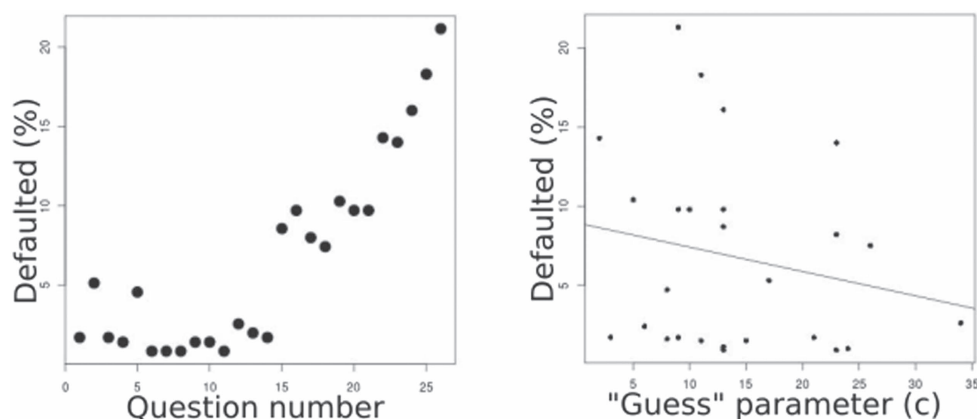 Defaulted (%)
20
15
10
5
0 5 10 15 20 25
Question number
Defaulted (%)
20
15
10
5
5 10 15 20 25 30 35
"Guess" parameter (c)